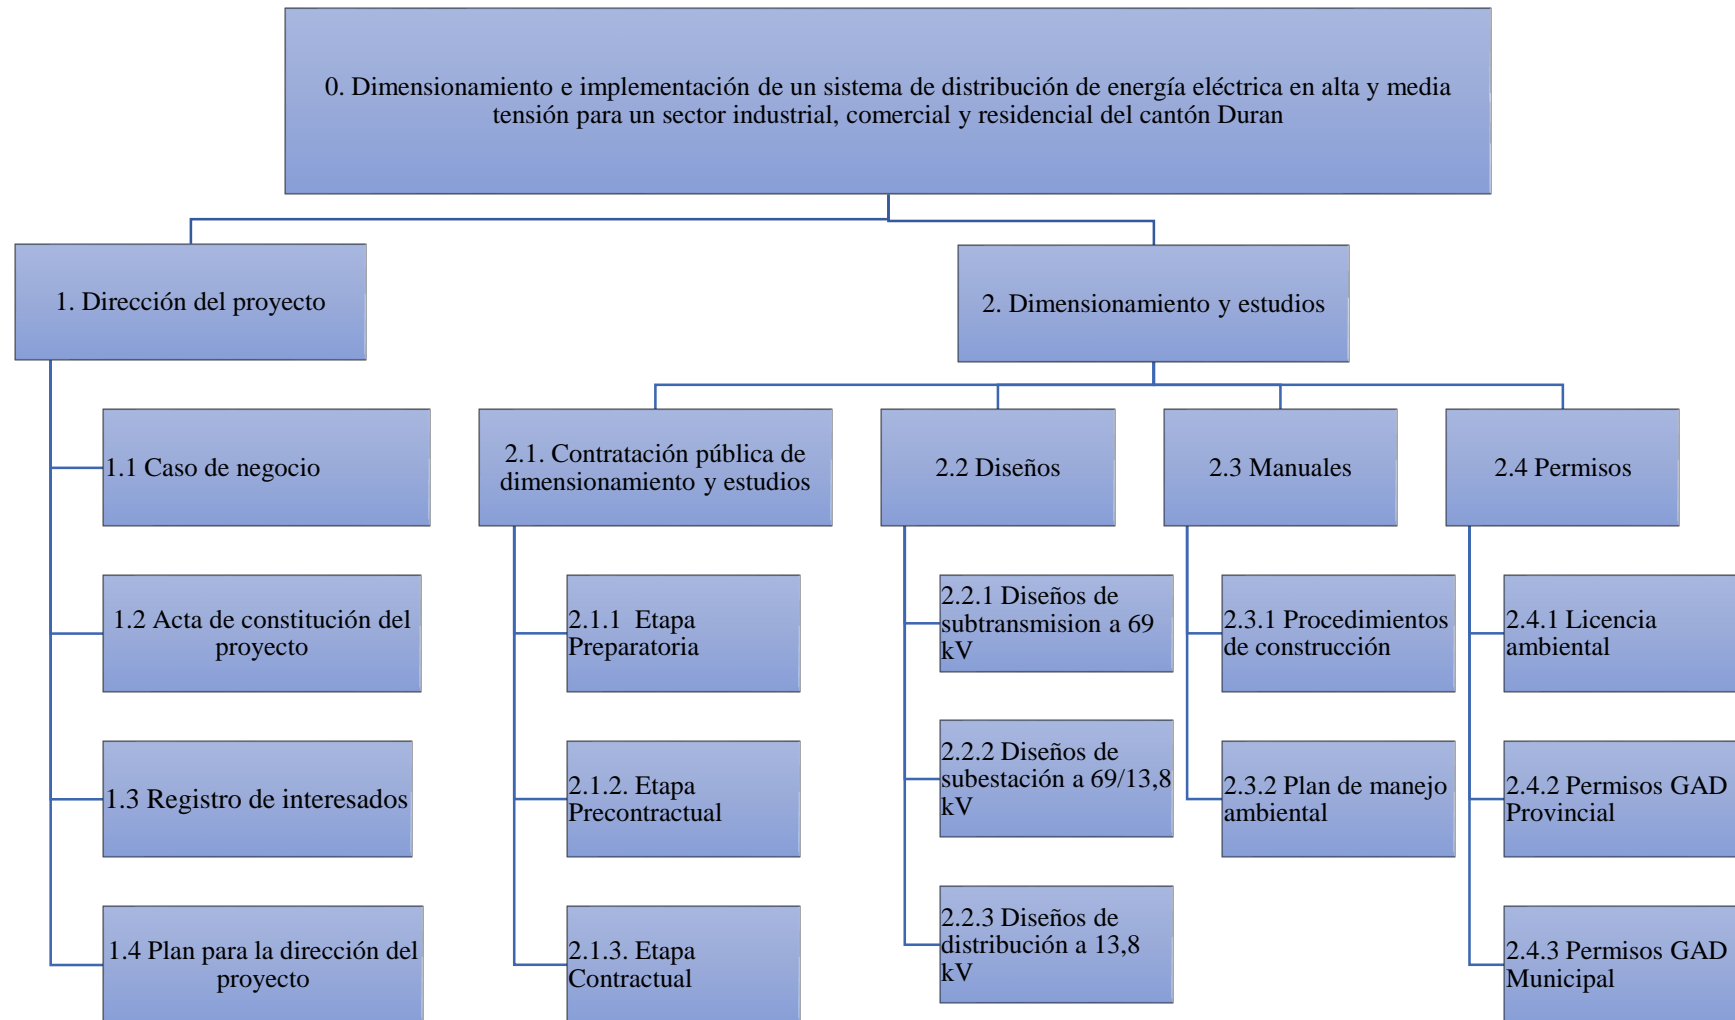 0. Dimensionamiento e implementación de un sistema de distribución de energía eléctrica en alta y media
tensión para un sector industrial, comercial y residencial del cantón Duran
1. Dirección del proyecto
1.1 Caso de negocio
1.2 Acta de constitución del
proyecto
1.3 Registro de interesados
1.4 Plan para la dirección del
proyecto
2. Dimensionamiento y estudios
2.1. Contratación pública de
dimensionamiento y estudios
2.1.1 Etapa
Preparatoria
2.1.2. Etapa
Precontractual
2.1.3. Etapa
Contractual
2.2 Diseños
2.2.1 Diseños de
subtransmision a 69
kV
2.2.2 Diseños de
subestación a 69/13,8
kV
2.2.3 Diseños de
distribución a 13,8
kV
2.3 Manuales
2.3.1 Procedimientos
de construcción
2.3.2 Plan de manejo
ambiental
2.4 Permisos
2.4.1 Licencia
ambiental
2.4.2 Permisos GAD
Provincial
2.4.3 Permisos GAD
Municipal